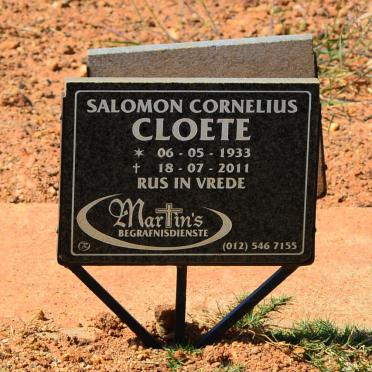 SALOMON CORNELIUS
CLOETE
* 06 - 05 - 1933
† 18 - 07 - 2011
RUS IN VREDE
Martin's
BEGRAFNISDIENSTE
(012) 546 7155